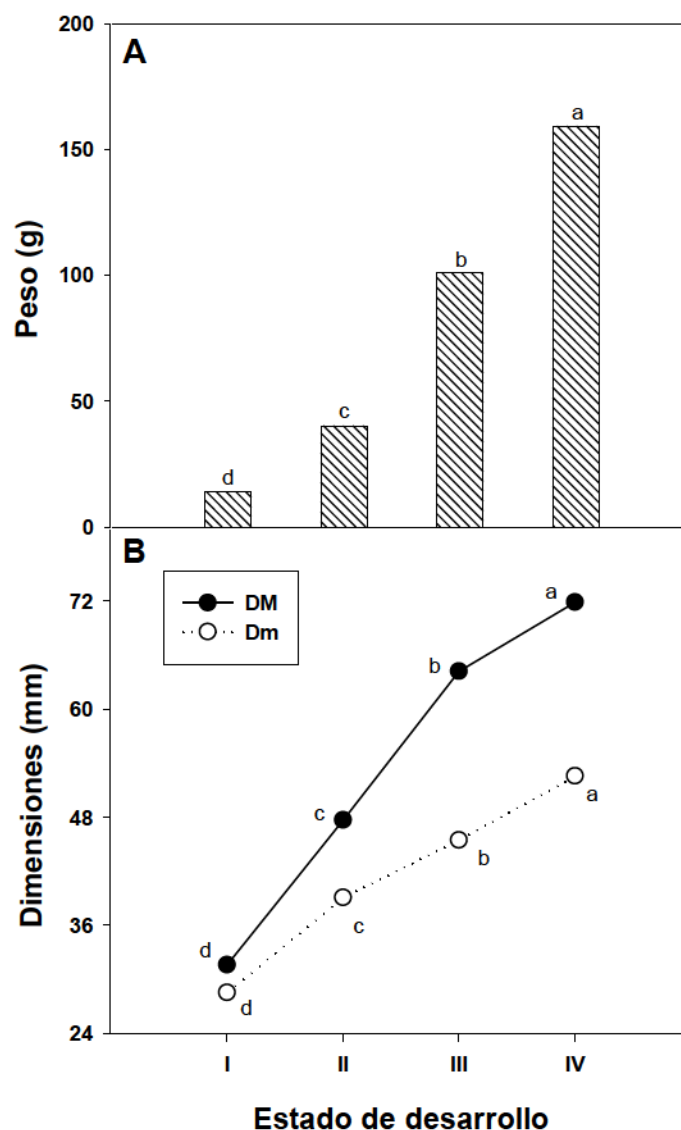 200
A
a
150
b
100
Peso (g)
c
50
d
0
B
DM
Dm
72
a
b
60
a
Dimensiones (mm)
48
c
b
c
36
d
d
24
I II III IV
Estado de desarrollo